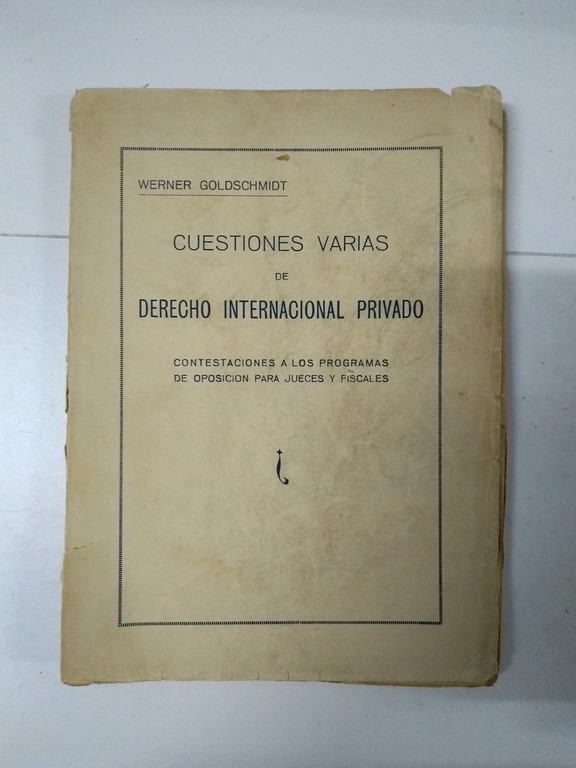 WERNER GOLDSCHMIDT
CUESTIONES VARIAS
DE
DERECHO INTERNACIONAL PRIVADO
CONTESTACIONES A LOS PROGRAMAS
DE OPOSICION PARA JUECES Y FISCALES